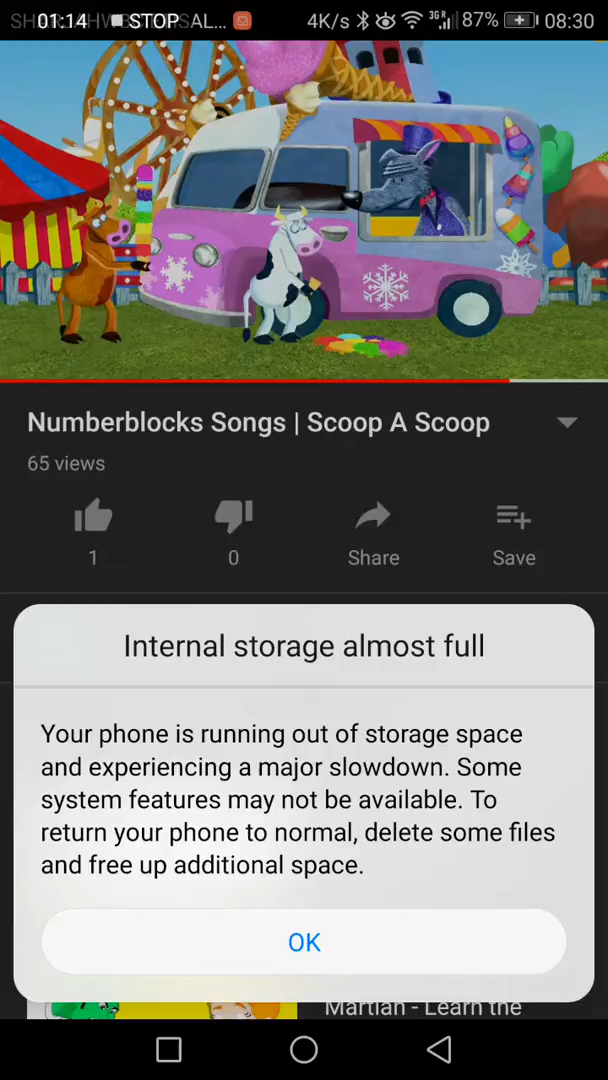 01:14 STOP AL... 4K/s 3G R 87% 08:30
Numberblocks Songs | Scoop A Scoop
65 views
1 0 Share Save
Internal storage almost full
Your phone is running out of storage space
and experiencing a major slowdown. Some
system features may not be available. To
return your phone to normal, delete some files
and free up additional space.
OK
Martian - Learn the